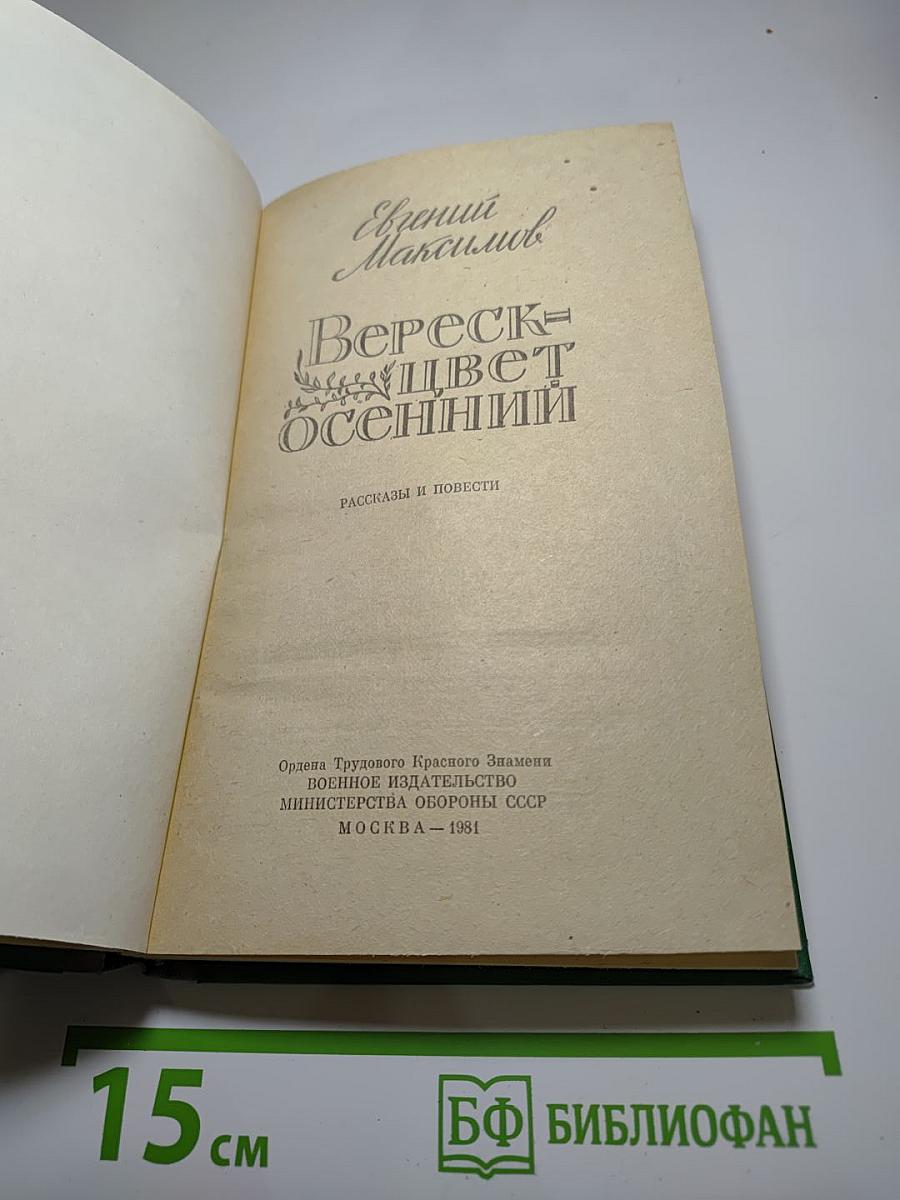 Евгений
Максимов
Вереск-
цвет
осенний
РАССКАЗЫ И ПОВЕСТИ
Ордена Трудового Красного Знамени
ВОЕННОЕ ИЗДАТЕЛЬСТВО
МИНИСТЕРСТВА ОБОРОНЫ СССР
МОСКВА — 1981
15 см
БФ БИБЛИОФАН